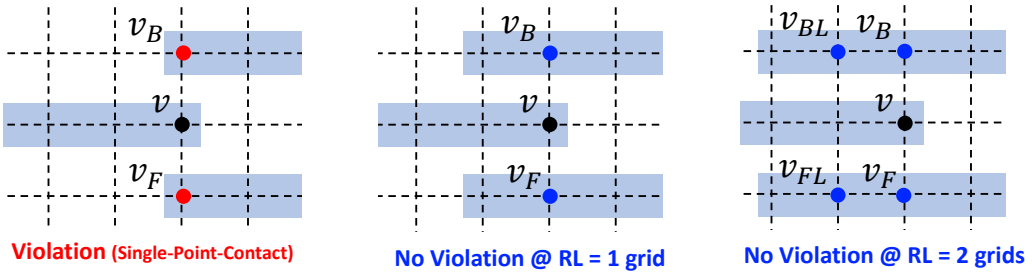 v_B v_B v_BL v_B
v v v
v_F v_F v_FL v_F
Violation (Single-Point-Contact) No Violation @ RL = 1 grid No Violation @ RL = 2 grids